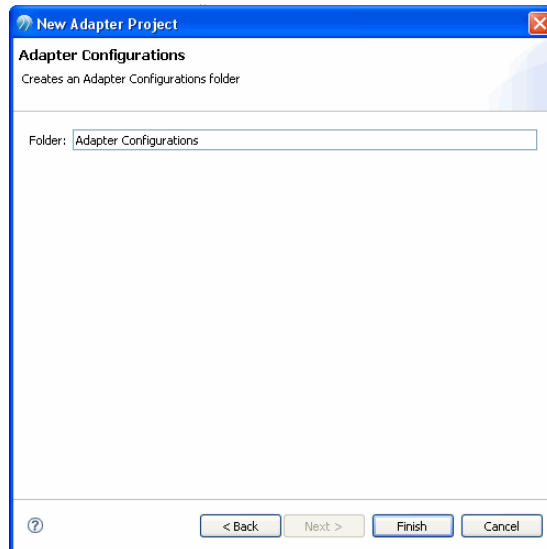 New Adapter Project
Adapter Configurations
Creates an Adapter Configurations folder
Folder: Adapter Configurations
< Back Next > Finish Cancel